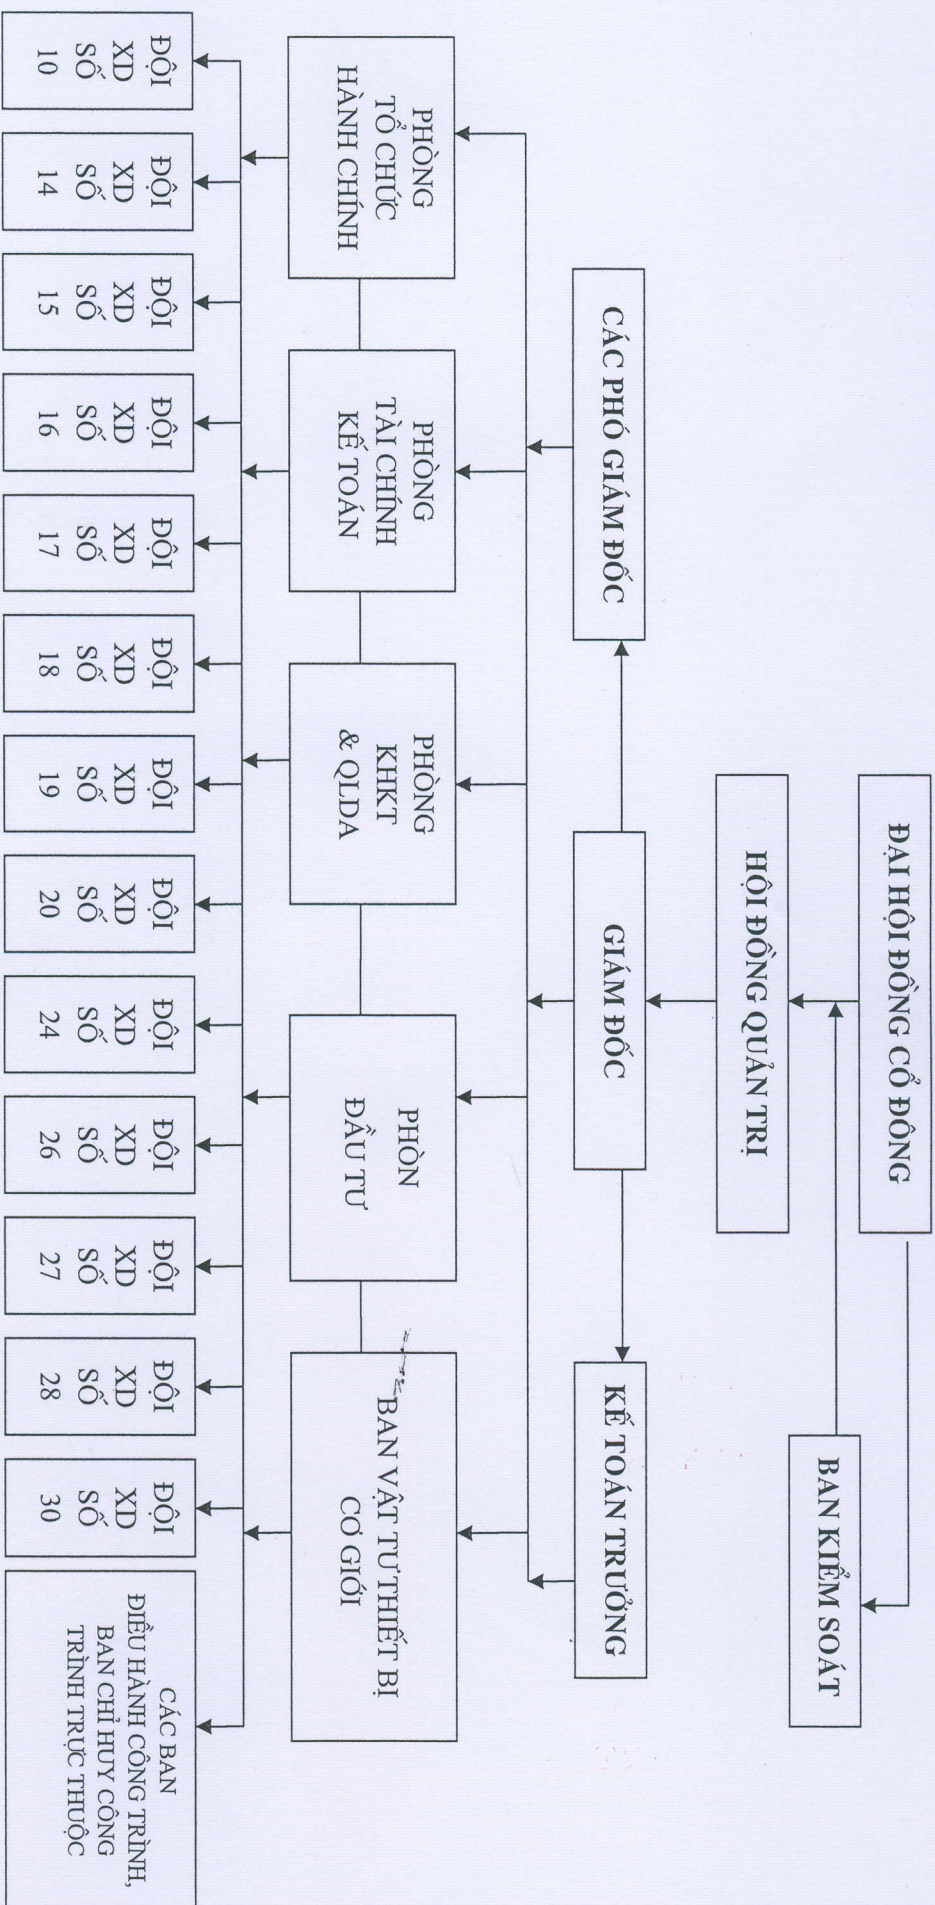 ĐẠI HỘI ĐỒNG CỔ ĐÔNG
BAN KIỂM SOÁT
HỘI ĐỒNG QUẢN TRỊ
CÁC PHÓ GIÁM ĐỐC
GIÁM ĐỐC
KẾ TOÁN TRƯỞNG
PHÒNG
TỔ CHỨC
HÀNH CHÍNH
PHÒNG
TÀI CHÍNH
KẾ TOÁN
PHÒNG
KHKT
& QLDA
PHÒN
ĐẦU TƯ
BAN VẬT TƯ THIẾT BỊ
CƠ GIỚI
ĐỘI
XD
SỐ
10
ĐỘI
XD
SỐ
14
ĐỘI
XD
SỐ
15
ĐỘI
XD
SỐ
16
ĐỘI
XD
SỐ
17
ĐỘI
XD
SỐ
18
ĐỘI
XD
SỐ
19
ĐỘI
XD
SỐ
20
ĐỘI
XD
SỐ
24
ĐỘI
XD
SỐ
26
ĐỘI
XD
SỐ
27
ĐỘI
XD
SỐ
28
ĐỘI
XD
SỐ
30
CÁC BAN
ĐIỀU HÀNH CÔNG TRÌNH,
BAN CHỈ HUY CÔNG
TRÌNH TRỰC THUỘC